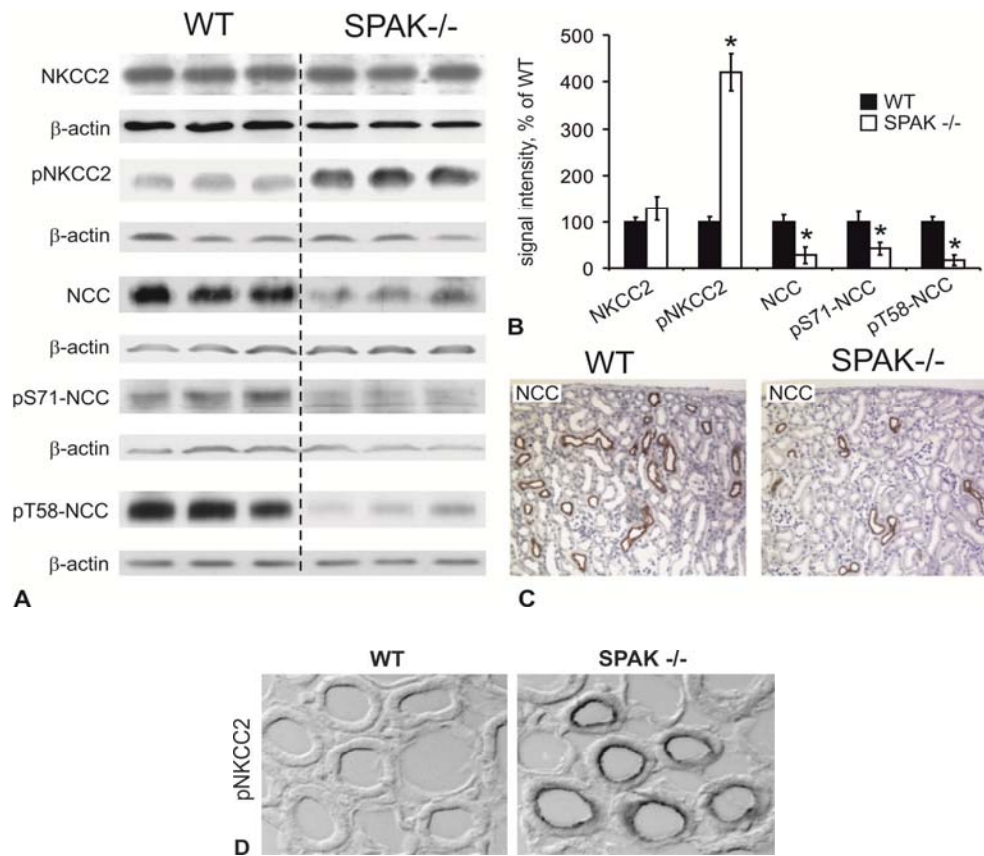 WT SPAK-/-
NKCC2
β-actin
pNKCC2
β-actin
NCC
β-actin
pS71-NCC
β-actin
pT58-NCC
β-actin
A
signal intensity, % of WT
500
400
300
200
100
0
*
*
*
*
WT
SPAK -/-
NKCC2
pNKCC2
NCC
pS71-NCC
pT58-NCC
B
WT SPAK-/-
NCC NCC
C
WT SPAK -/-
pNKCC2
D